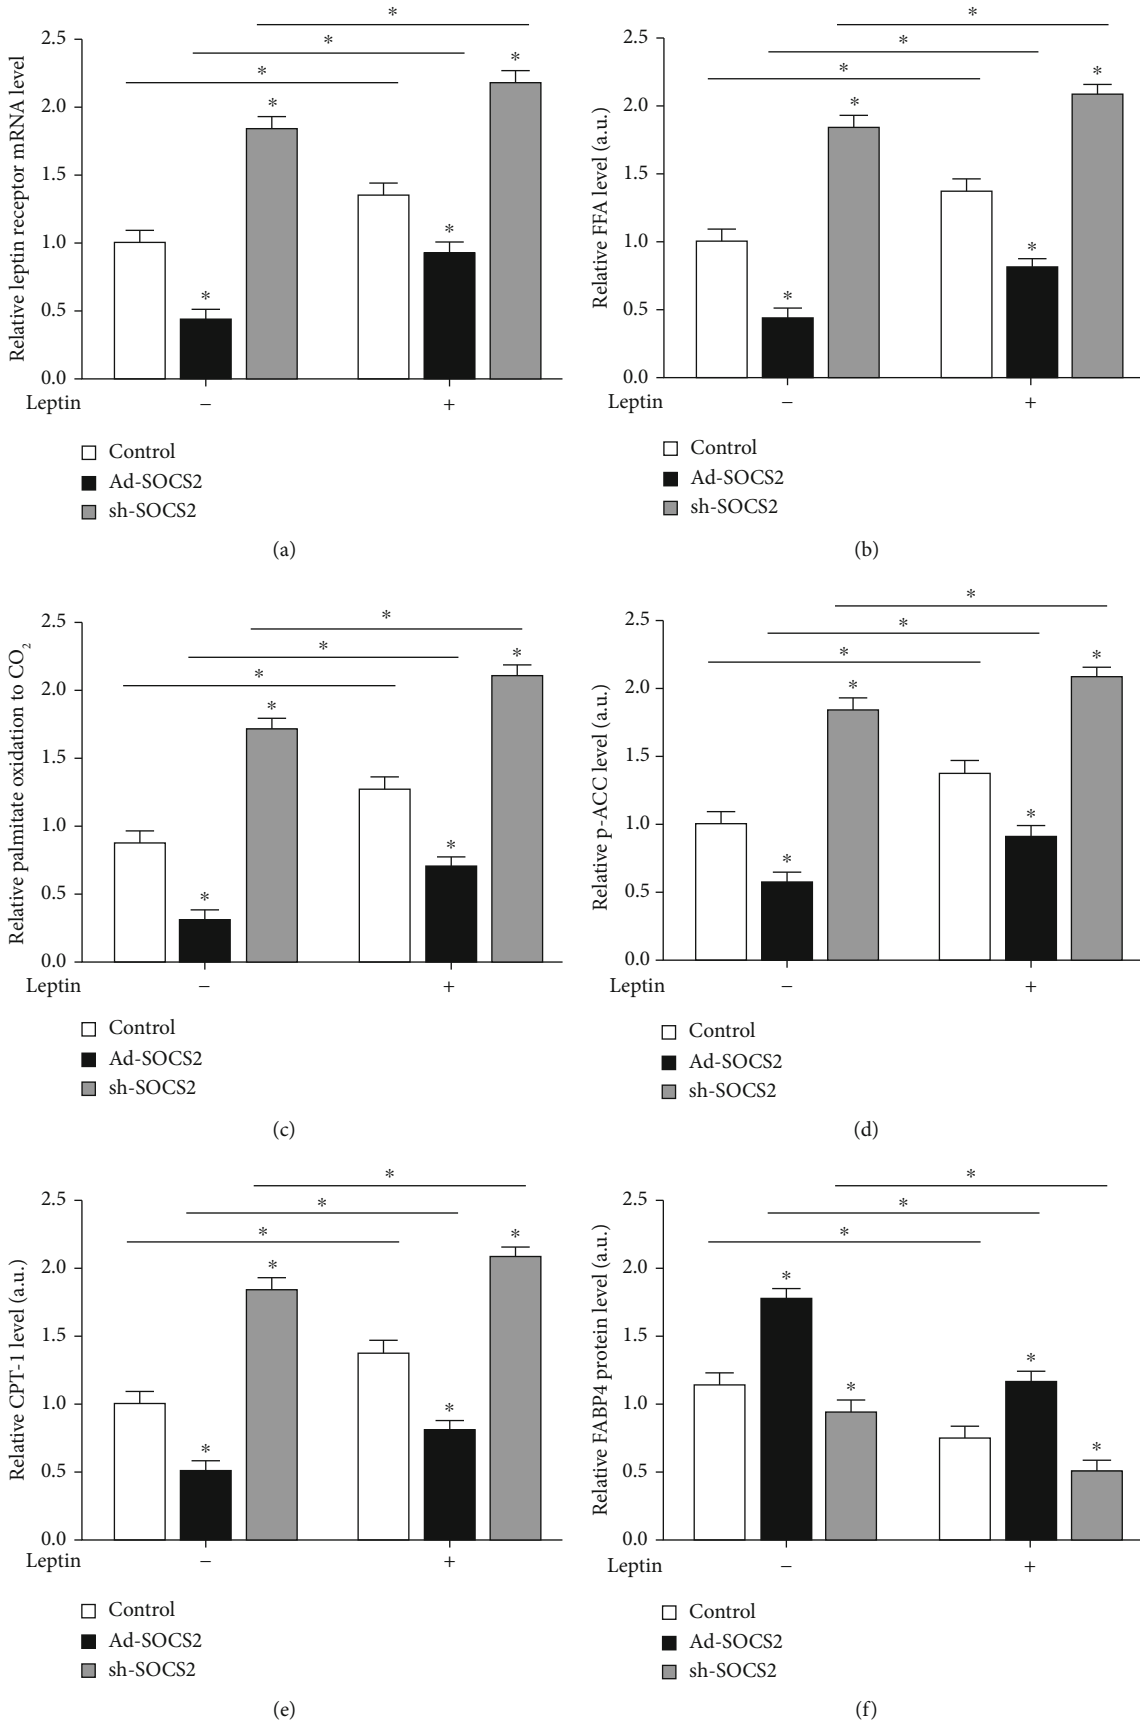 Relative leptin receptor mRNA level
2.5
2.0
1.5
1.0
0.5
0.0
*
*
*
*
*
*
*
Leptin
−
+
Control
Ad-SOCS2
sh-SOCS2
(a)
Relative FFA level (a.u.)
2.5
2.0
1.5
1.0
0.5
0.0
*
*
*
*
*
*
*
Leptin
−
+
Control
Ad-SOCS2
sh-SOCS2
(b)
Relative palmitate oxidation to CO₂
2.5
2.0
1.5
1.0
0.5
0.0
*
*
*
*
*
*
*
Leptin
−
+
Control
Ad-SOCS2
sh-SOCS2
(c)
Relative p-ACC level (a.u.)
2.5
2.0
1.5
1.0
0.5
0.0
*
*
*
*
*
*
*
Leptin
−
+
Control
Ad-SOCS2
sh-SOCS2
(d)
Relative CPT-1 level (a.u.)
2.5
2.0
1.5
1.0
0.5
0.0
*
*
*
*
*
*
*
Leptin
−
+
Control
Ad-SOCS2
sh-SOCS2
(e)
Relative FABP4 protein level (a.u.)
2.5
2.0
1.5
1.0
0.5
0.0
*
*
*
*
*
*
*
Leptin
−
+
Control
Ad-SOCS2
sh-SOCS2
(f)